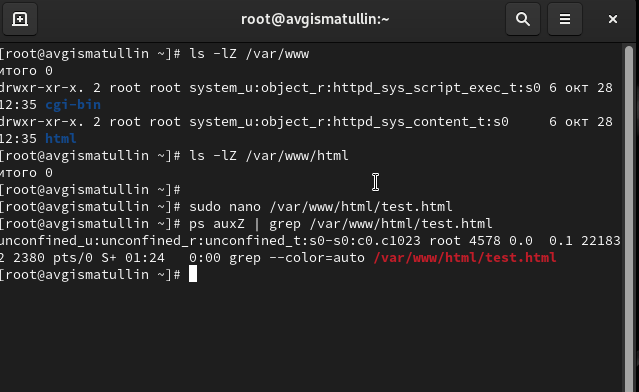 root@avgismatullin:~
[root@avgismatullin ~]# ls -lZ /var/www
итого 0
drwxr-xr-x. 2 root root system_u:object_r:httpd_sys_script_exec_t:s0 6 окт 28
12:35 cgi-bin
drwxr-xr-x. 2 root root system_u:object_r:httpd_sys_content_t:s0     6 окт 28
12:35 html
[root@avgismatullin ~]# ls -lZ /var/www/html
итого 0
[root@avgismatullin ~]#
[root@avgismatullin ~]# sudo nano /var/www/html/test.html
[root@avgismatullin ~]# ps auxZ | grep /var/www/html/test.html
unconfined_u:unconfined_r:unconfined_t:s0-s0:c0.c1023 root 4578 0.0  0.1 22183
2 2380 pts/0 S+ 01:24   0:00 grep --color=auto /var/www/html/test.html
[root@avgismatullin ~]#